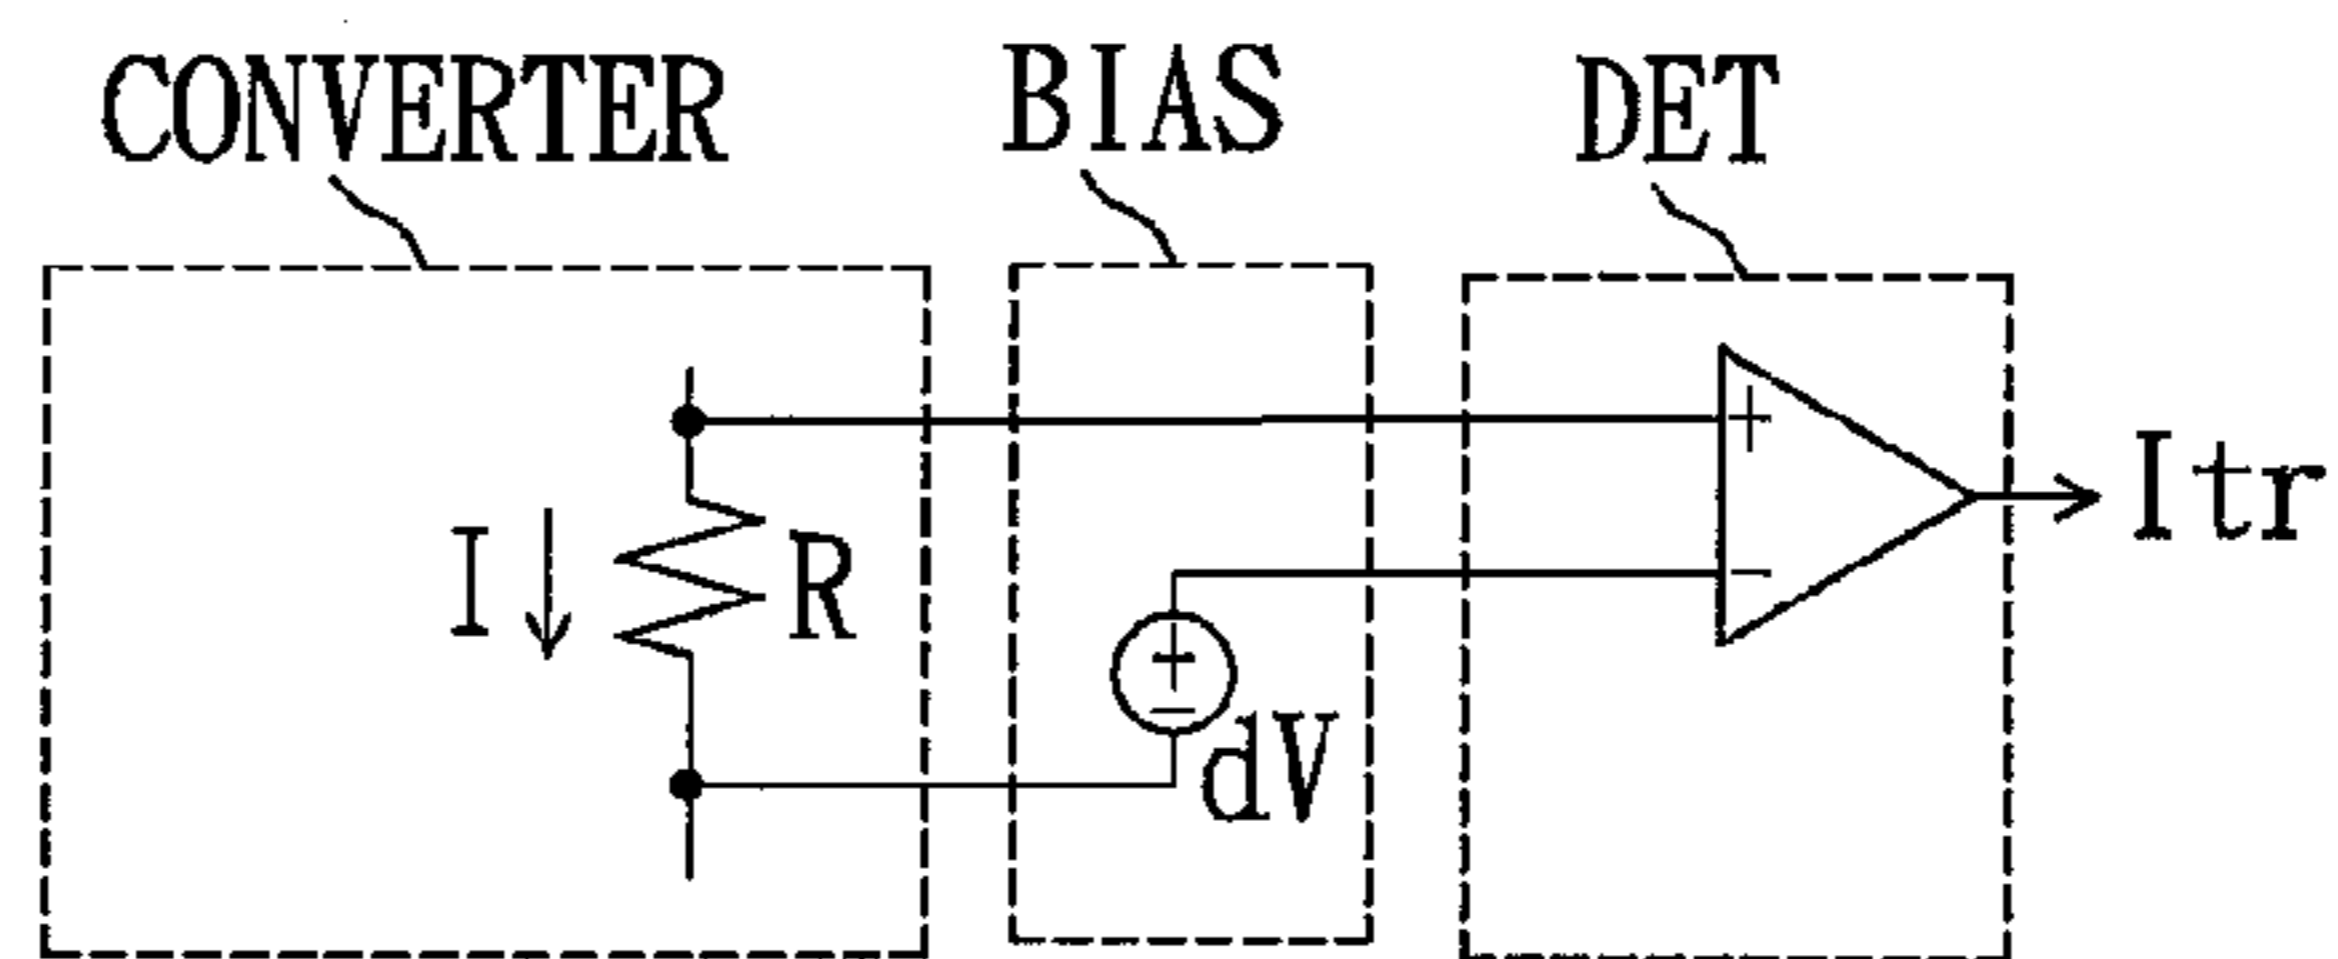 CONVERTER
BIAS
DET
+
Itr
I
R
−
+
−
dV